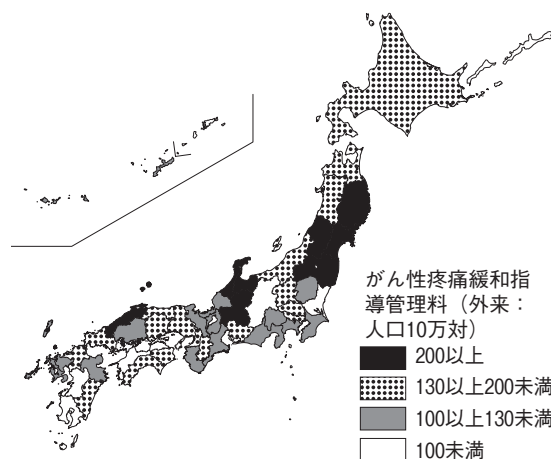 がん性疼痛緩和指
導管理料（外来：
人口10万対）
200以上
130以上200未満
100以上130未満
100未満